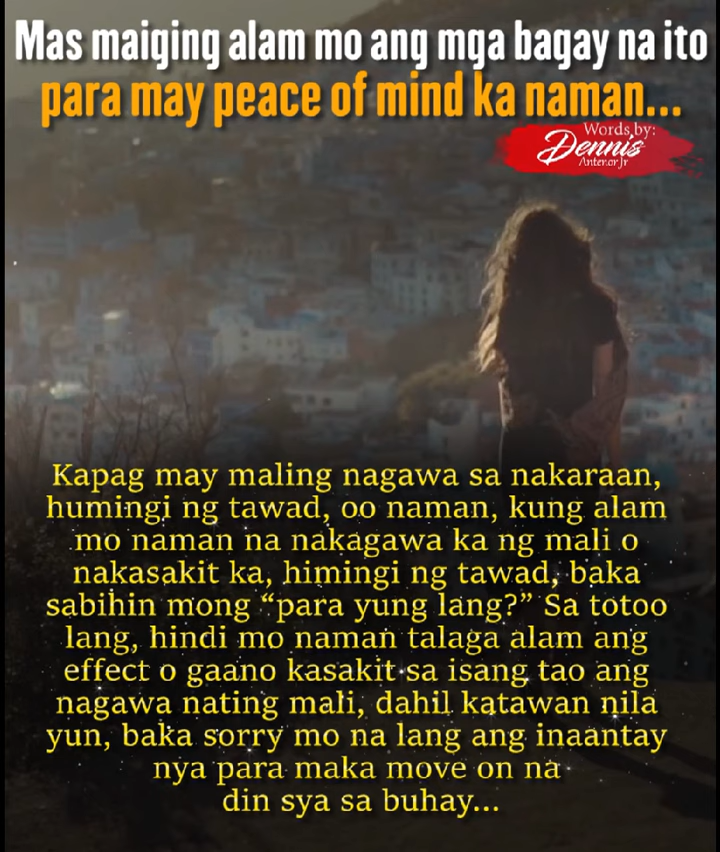 Mas maiging alam mo ang mga bagay na ito
para may peace of mind ka naman...
Words by:
Dennis
Antenor Jr
Kapag may maling nagawa sa nakaraan,
humingi ng tawad, oo naman, kung alam
mo naman na nakagawa ka ng mali o
nakasakit ka, himingi ng tawad, baka
sabihin mong “para yung lang?” Sa totoo
lang, hindi mo naman talaga alam ang
effect o gaano kasakit sa isang tao ang
nagawa nating mali, dahil katawan nila
yun, baka sorry mo na lang ang inaantay
nya para maka move on na
din sya sa buhay...